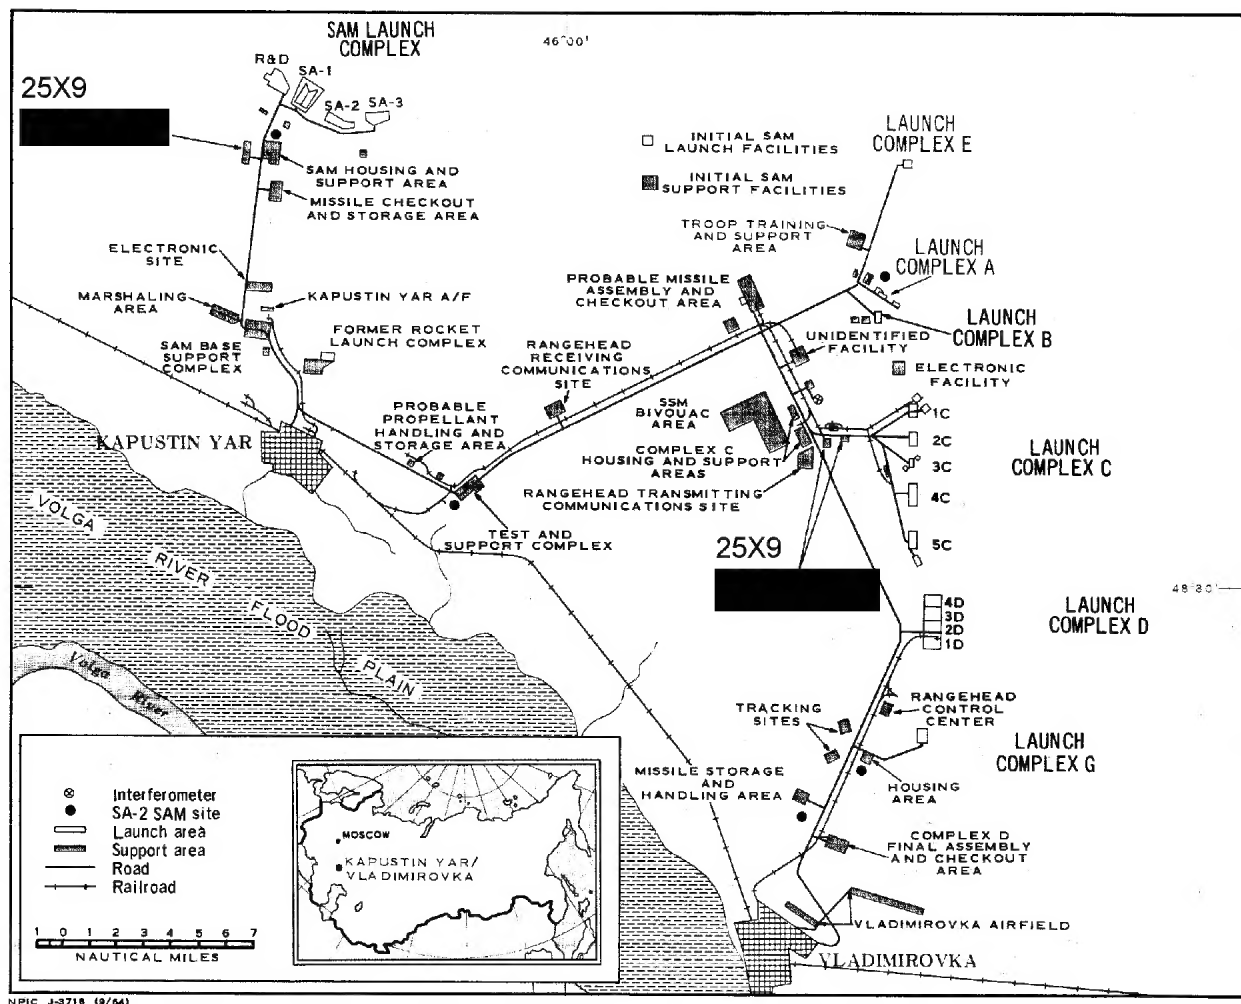 SAM LAUNCH
COMPLEX
46°00'
R&D
SA-1
SA-2
SA-3
25X9
SAM HOUSING AND
SUPPORT AREA
MISSILE CHECKOUT
AND STORAGE AREA
INITIAL SAM
LAUNCH FACILITIES
INITIAL SAM
SUPPORT FACILITIES
LAUNCH
COMPLEX E
TROOP TRAINING
AND SUPPORT
AREA
LAUNCH
COMPLEX A
ELECTRONIC
SITE
MARSHALING
AREA
KAPUSTIN YAR A/F
PROBABLE MISSILE
ASSEMBLY AND
CHECKOUT AREA
LAUNCH
COMPLEX B
SAM BASE
SUPPORT
COMPLEX
FORMER ROCKET
LAUNCH COMPLEX
RANGEHEAD
RECEIVING
COMMUNICATIONS
SITE
UNIDENTIFIED
FACILITY
ELECTRONIC
FACILITY
SSM
BIVOUAC
AREA
PROBABLE
PROPELLANT
HANDLING AND
STORAGE AREA
KAPUSTIN YAR
COMPLEX C
HOUSING AND SUPPORT
AREAS
RANGEHEAD TRANSMITTING
COMMUNICATIONS SITE
1C
2C
3C
4C
5C
LAUNCH
COMPLEX C
TEST AND
SUPPORT COMPLEX
25X9
48°30'
VOLGA
RIVER
FLOOD
PLAIN
Volga
River
4D
3D
2D
1D
LAUNCH
COMPLEX D
RANGEHEAD
CONTROL
CENTER
TRACKING
SITES
LAUNCH
COMPLEX G
MISSILE STORAGE
AND
HANDLING AREA
HOUSING
AREA
COMPLEX D
FINAL ASSEMBLY
AND CHECKOUT
AREA
VLADIMIROVKA AIRFIELD
VLADIMIROVKA
Interferometer
SA-2 SAM site
Launch area
Support area
Road
Railroad
1 0 1 2 3 4 5 6 7
NAUTICAL MILES
MOSCOW
KAPUSTIN YAR/
VLADIMIROVKA
NPIC J-3718 (9/64)